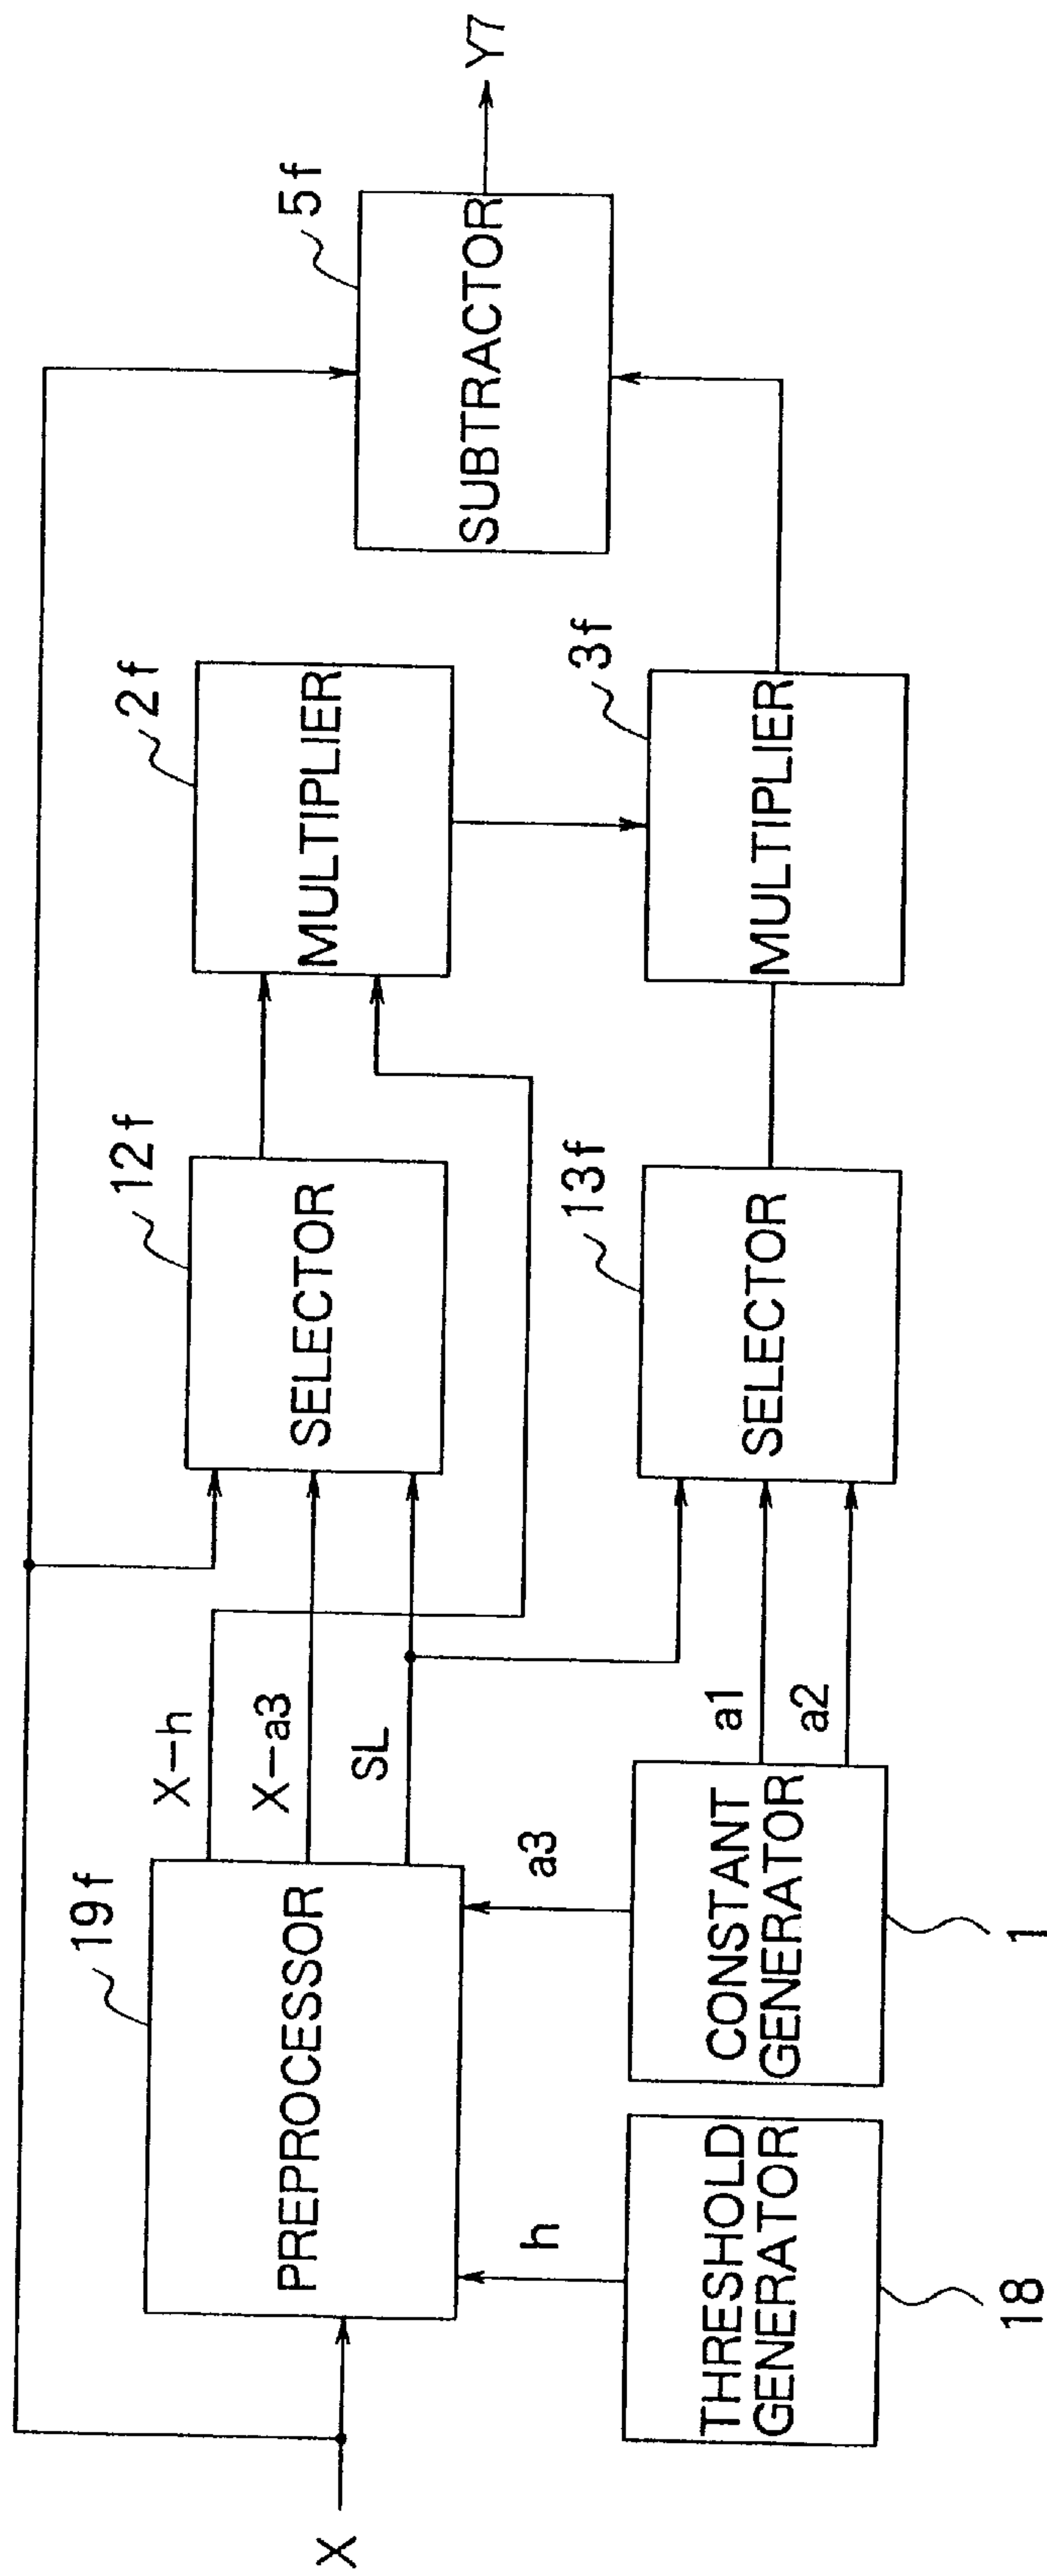 X
PREPROCESSOR
19f
X-h
X-a3
SL
h
a3
THRESHOLD
GENERATOR
18
CONSTANT
GENERATOR
1
a1
a2
SELECTOR
12f
SELECTOR
13f
MULTIPLIER
2f
MULTIPLIER
3f
SUBTRACTOR
5f
Y7